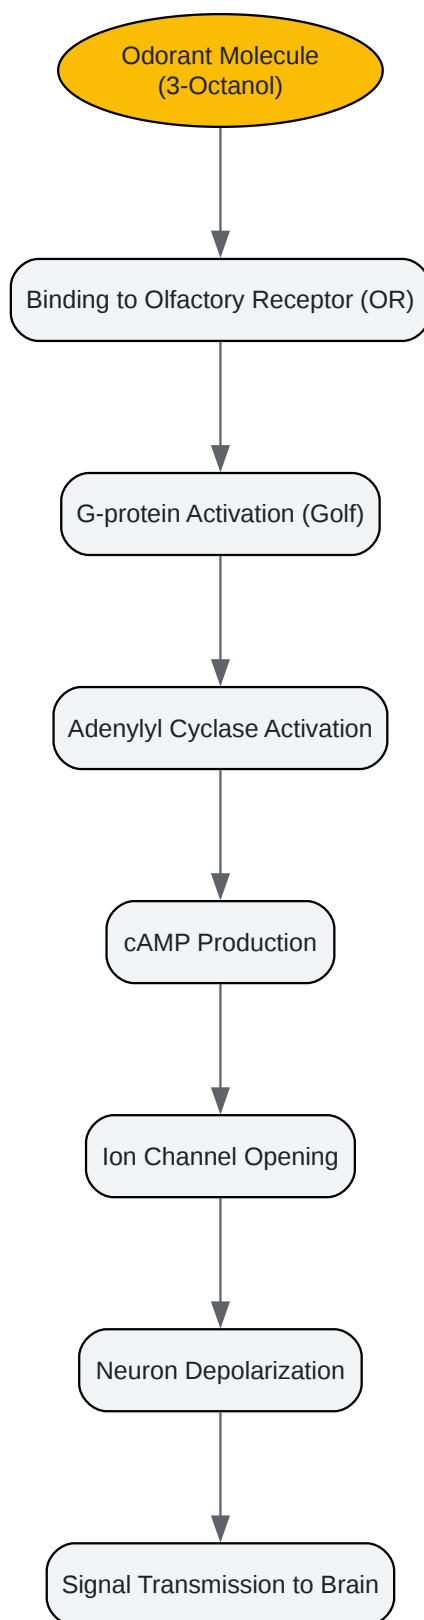 Odorant Molecule
(3-Octanol)
Binding to Olfactory Receptor (OR)
G-protein Activation (Golf)
Adenylyl Cyclase Activation
cAMP Production
Ion Channel Opening
Neuron Depolarization
Signal Transmission to Brain